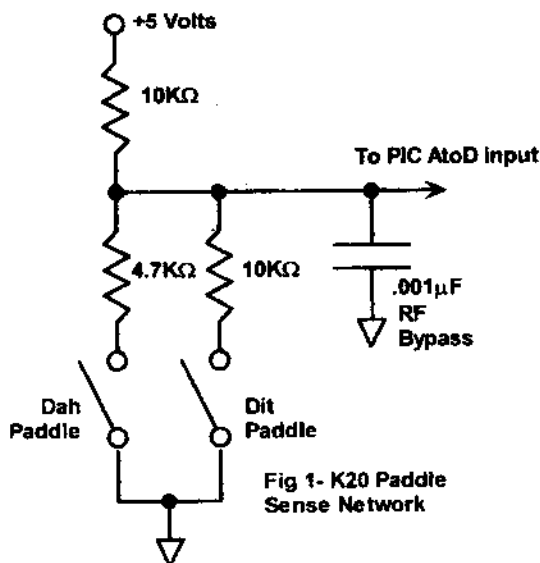 +5 Volts
10KΩ
To PIC AtoD input
4.7KΩ
10KΩ
.001µF
RF
Bypass
Dah
Paddle
Dit
Paddle
Fig 1- K20 Paddle
Sense Network